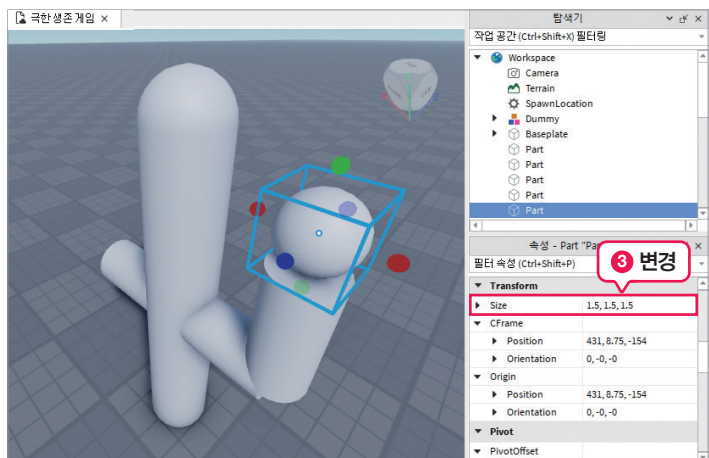 극한 생존 게임 ×
탐색기
작업 공간 (Ctrl+Shift+X) 필터링
Workspace
Camera
Terrain
SpawnLocation
Dummy
Baseplate
Part
Part
Part
Part
Part
속성 - Part "Pa
필터 속성 (Ctrl+Shift+P)
3 변경
Transform
Size 1.5, 1.5, 1.5
CFrame
Position 431, 8.75, -154
Orientation 0, -0, -0
Origin
Position 431, 8.75, -154
Orientation 0, -0, -0
Pivot
PivotOffset